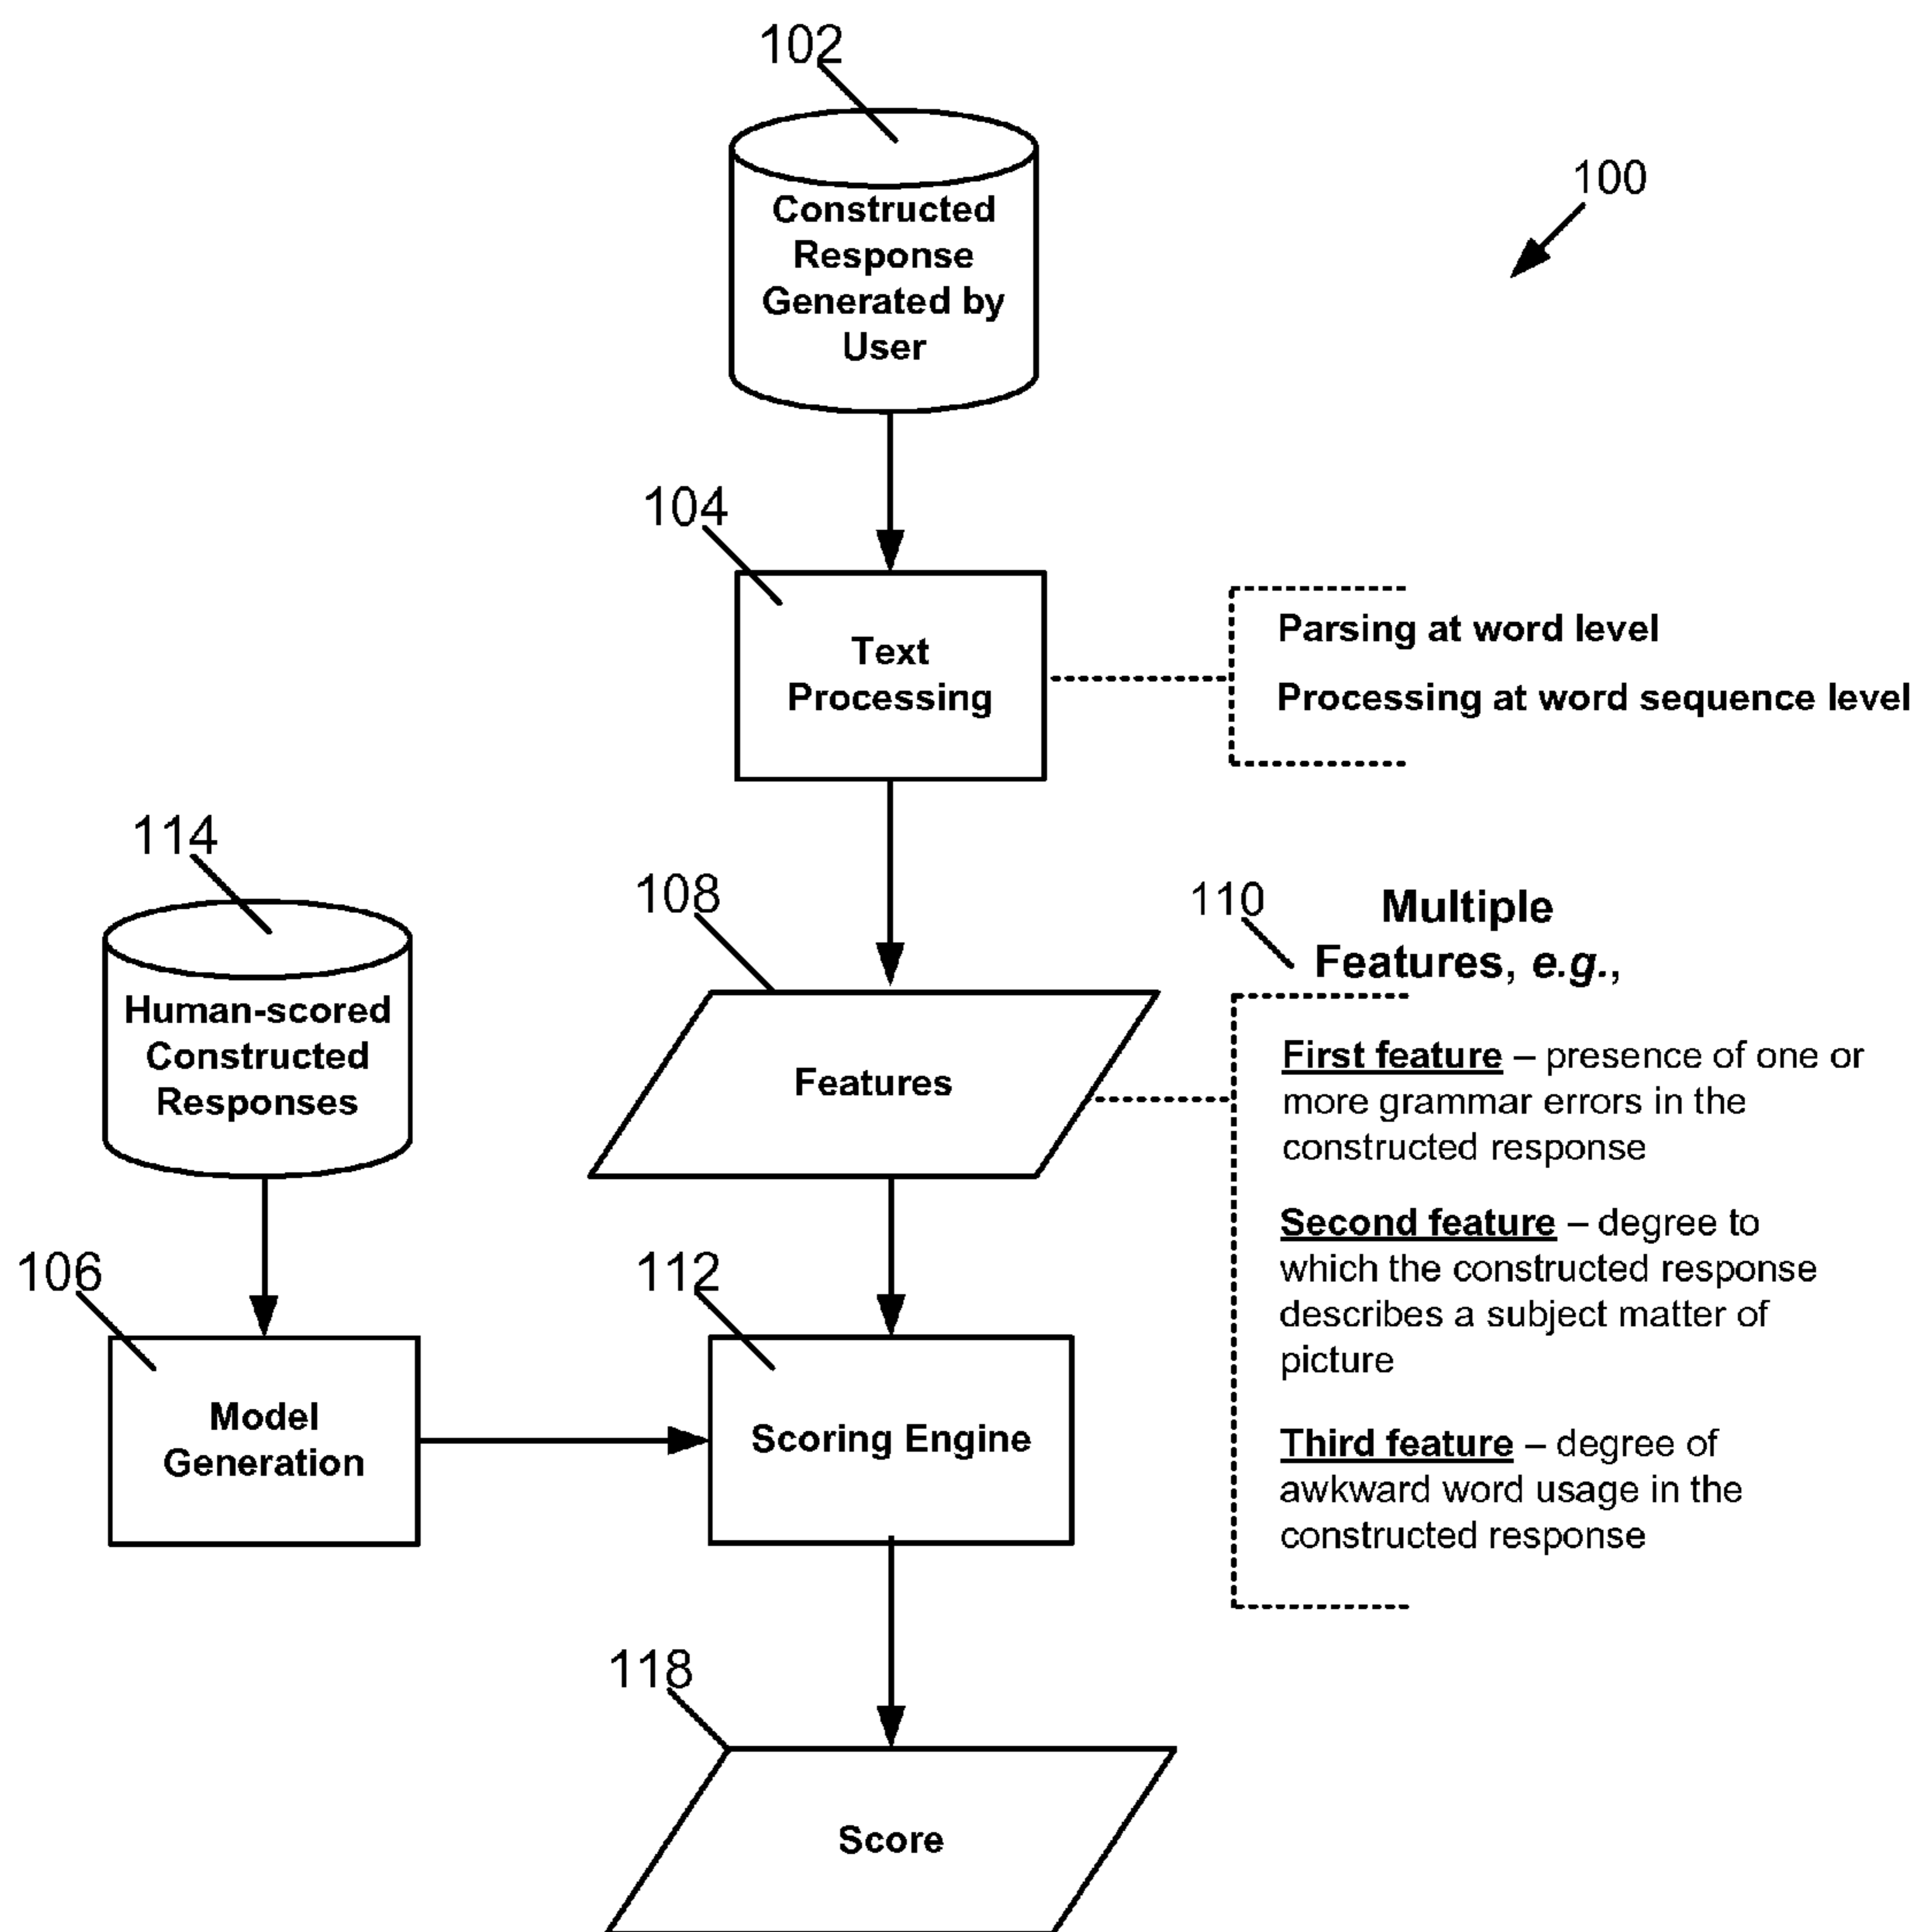 102
Constructed
Response
Generated by
User
100
104
Text
Processing
Parsing at word level
Processing at word sequence level
114
Human-scored
Constructed
Responses
108
Features
110
Multiple
Features, e.g.,
First feature – presence of one or
more grammar errors in the
constructed response
Second feature – degree to
which the constructed response
describes a subject matter of
picture
Third feature – degree of
awkward word usage in the
constructed response
106
Model
Generation
112
Scoring Engine
118
Score